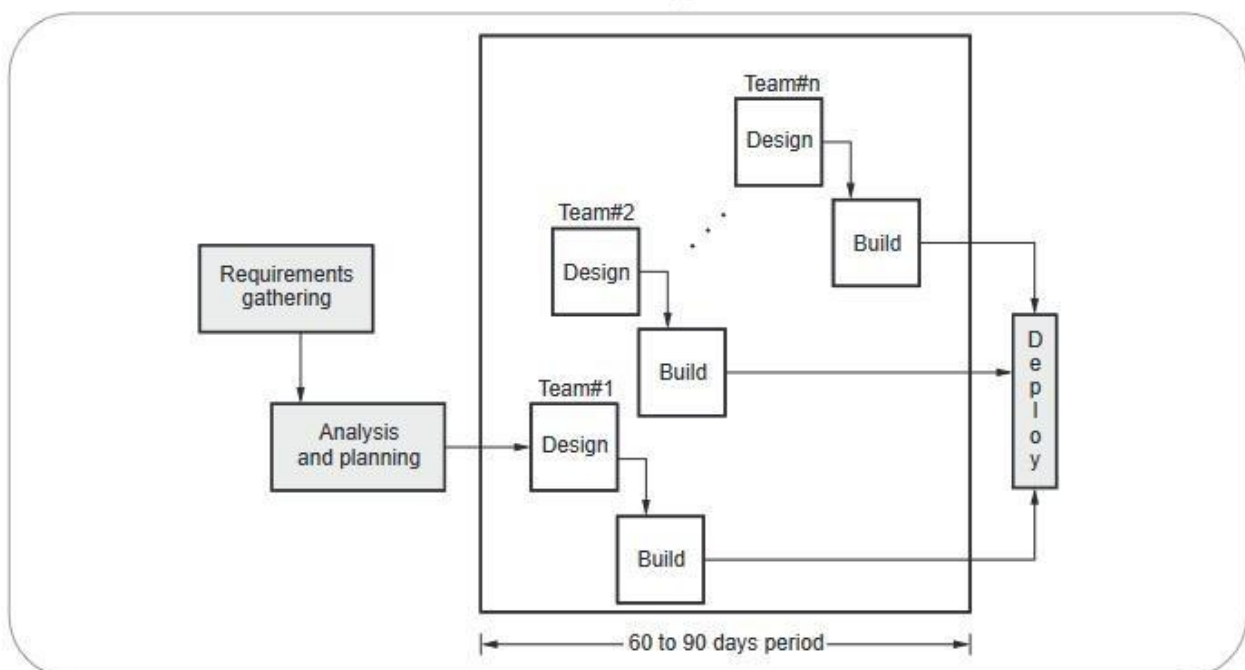 Team#n
Design
Build
Team#2
Design
Build
Requirements
gathering
Team#1
Design
Build
Analysis
and planning
Deploy
60 to 90 days period